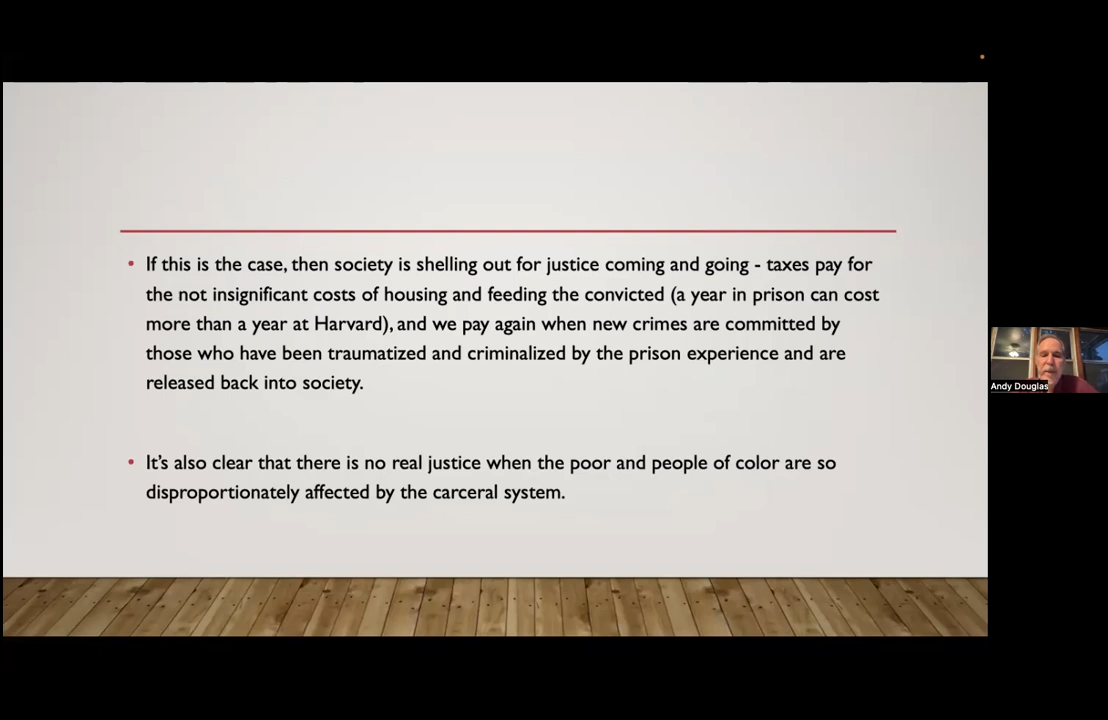 • If this is the case, then society is shelling out for justice coming and going - taxes pay for
the not insignificant costs of housing and feeding the convicted (a year in prison can cost
more than a year at Harvard), and we pay again when new crimes are committed by
those who have been traumatized and criminalized by the prison experience and are
released back into society.
• It’s also clear that there is no real justice when the poor and people of color are so
disproportionately affected by the carceral system.
Andy Douglas